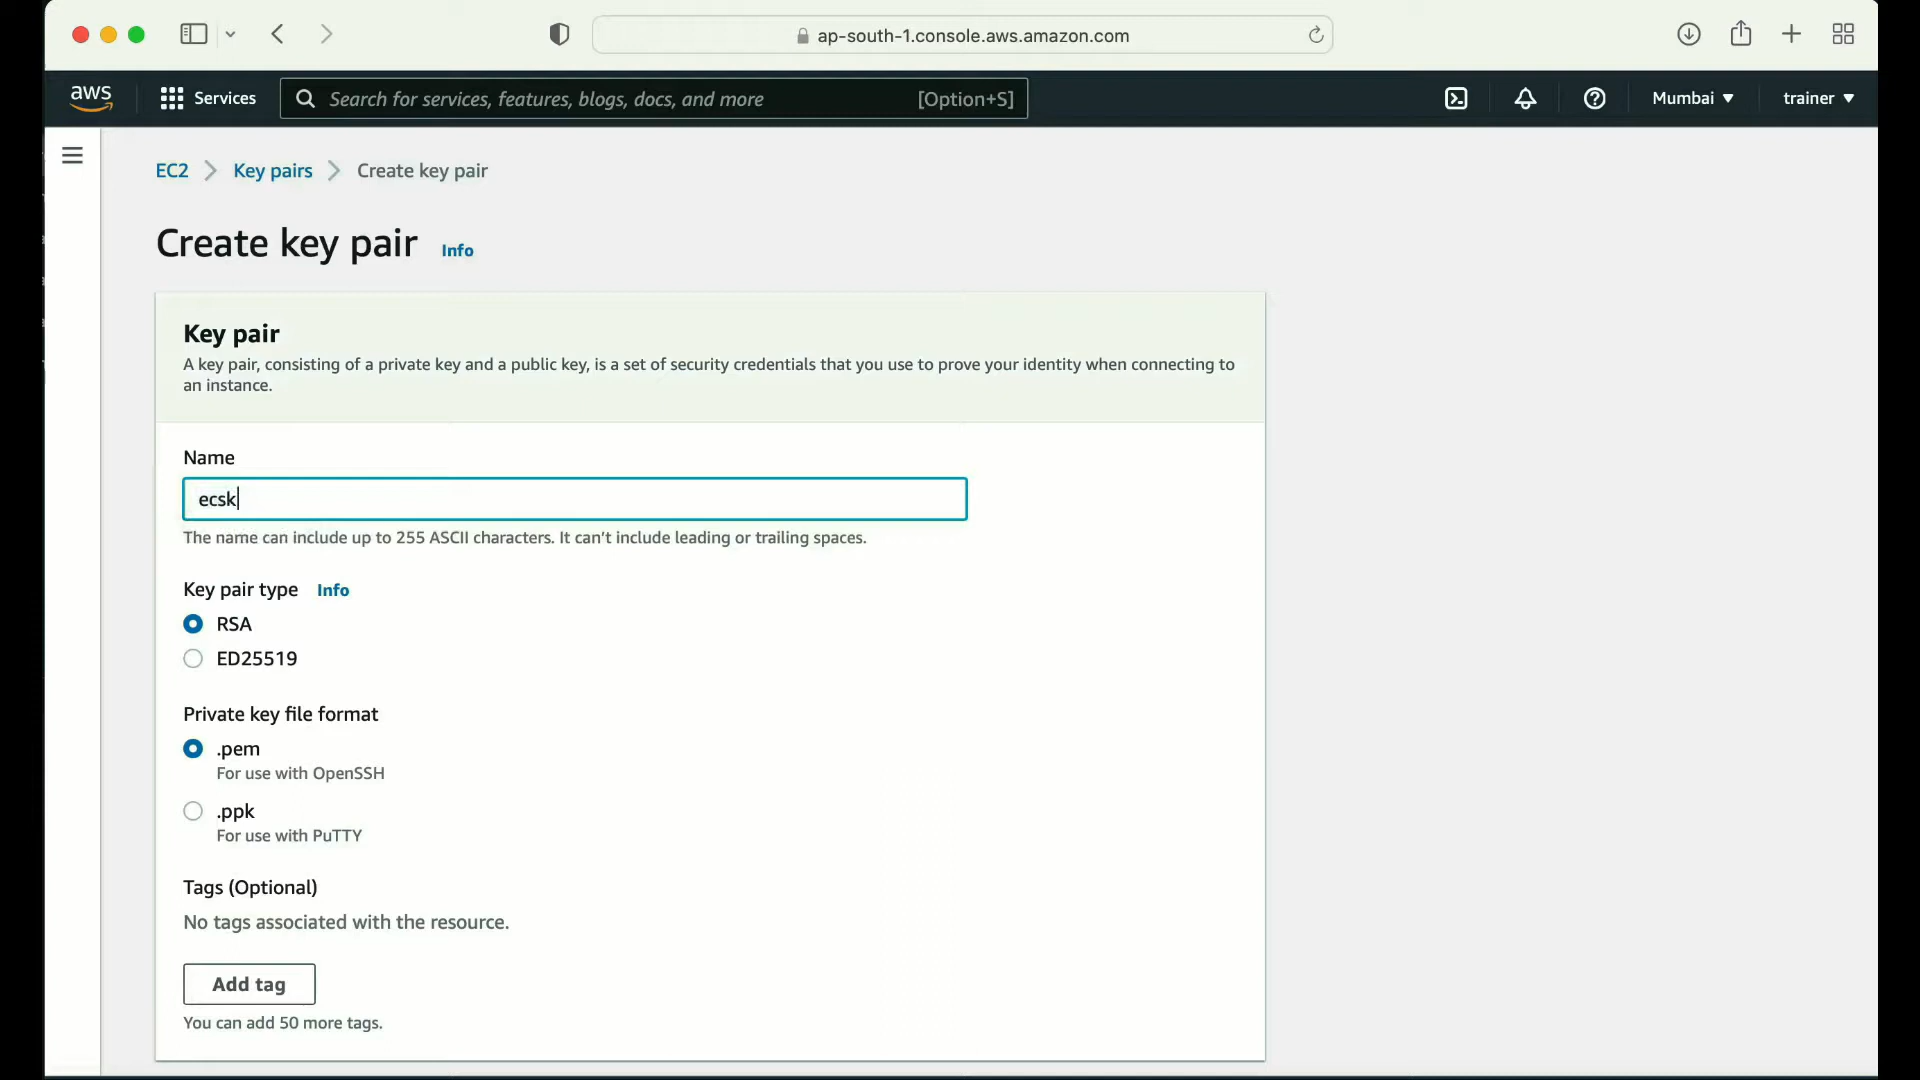 ap-south-1.console.aws.amazon.com
aws
Services
Search for services, features, blogs, docs, and more
[Option+S]
Mumbai
trainer
EC2
Key pairs
Create key pair
Create key pair
Info
Key pair
A key pair, consisting of a private key and a public key, is a set of security credentials that you use to prove your identity when connecting to
an instance.
Name
ecsk
The name can include up to 255 ASCII characters. It can't include leading or trailing spaces.
Key pair type Info
RSA
ED25519
Private key file format
.pem
For use with OpenSSH
.ppk
For use with PuTTY
Tags (Optional)
No tags associated with the resource.
Add tag
You can add 50 more tags.